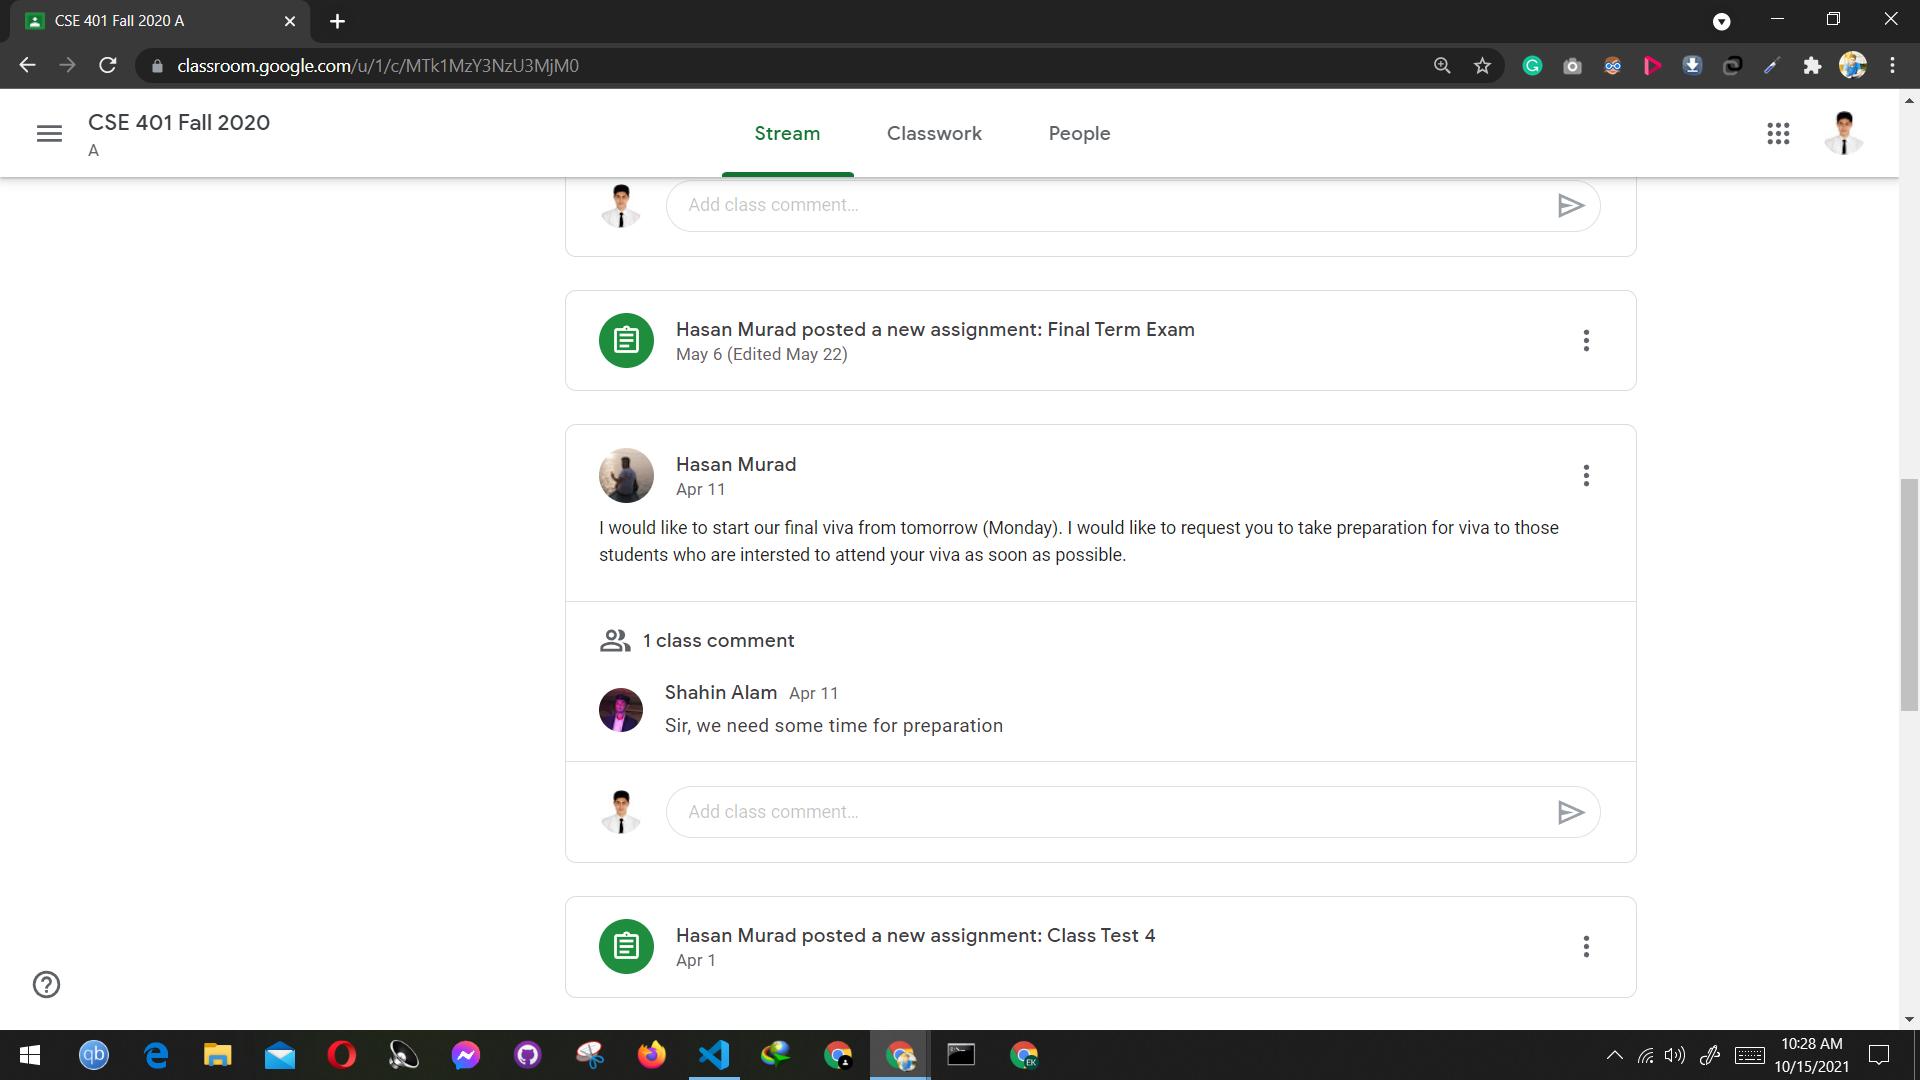 CSE 401 Fall 2020 A
classroom.google.com/u/1/c/MTk1MzY3NzU3MjM0
CSE 401 Fall 2020
A
Stream
Classwork
People
Add class comment...
Hasan Murad posted a new assignment: Final Term Exam
May 6 (Edited May 22)
Hasan Murad
Apr 11
I would like to start our final viva from tomorrow (Monday). I would like to request you to take preparation for viva to those
students who are intersted to attend your viva as soon as possible.
1 class comment
Shahin Alam Apr 11
Sir, we need some time for preparation
Add class comment...
Hasan Murad posted a new assignment: Class Test 4
Apr 1
qb
EK
10:28 AM
10/15/2021